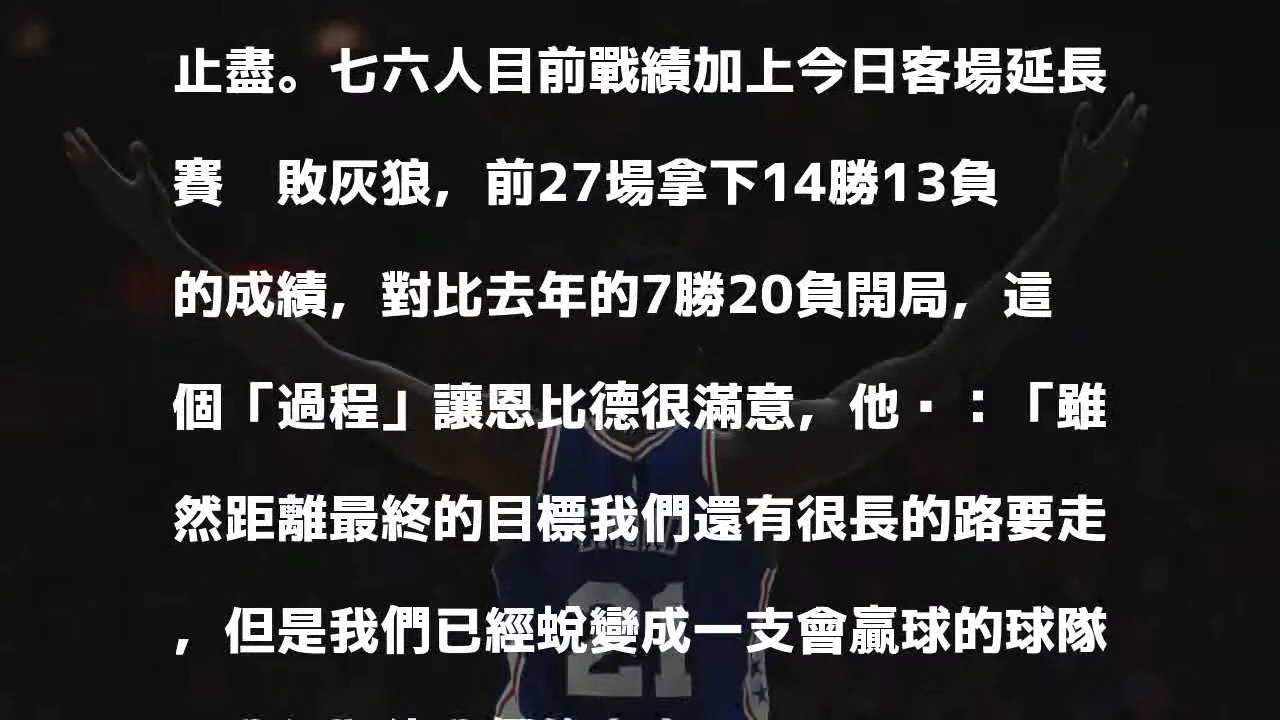 止盡。七六人目前戰績加上今日客場延長
賽　敗灰狼，前27場拿下14勝13負
的成績，對比去年的7勝20負開局，這
個「過程」讓恩比德很滿意，他▪：「雖
然距離最終的目標我們還有很長的路要走
，但是我們已經蛻變成一支會贏球的球隊
21